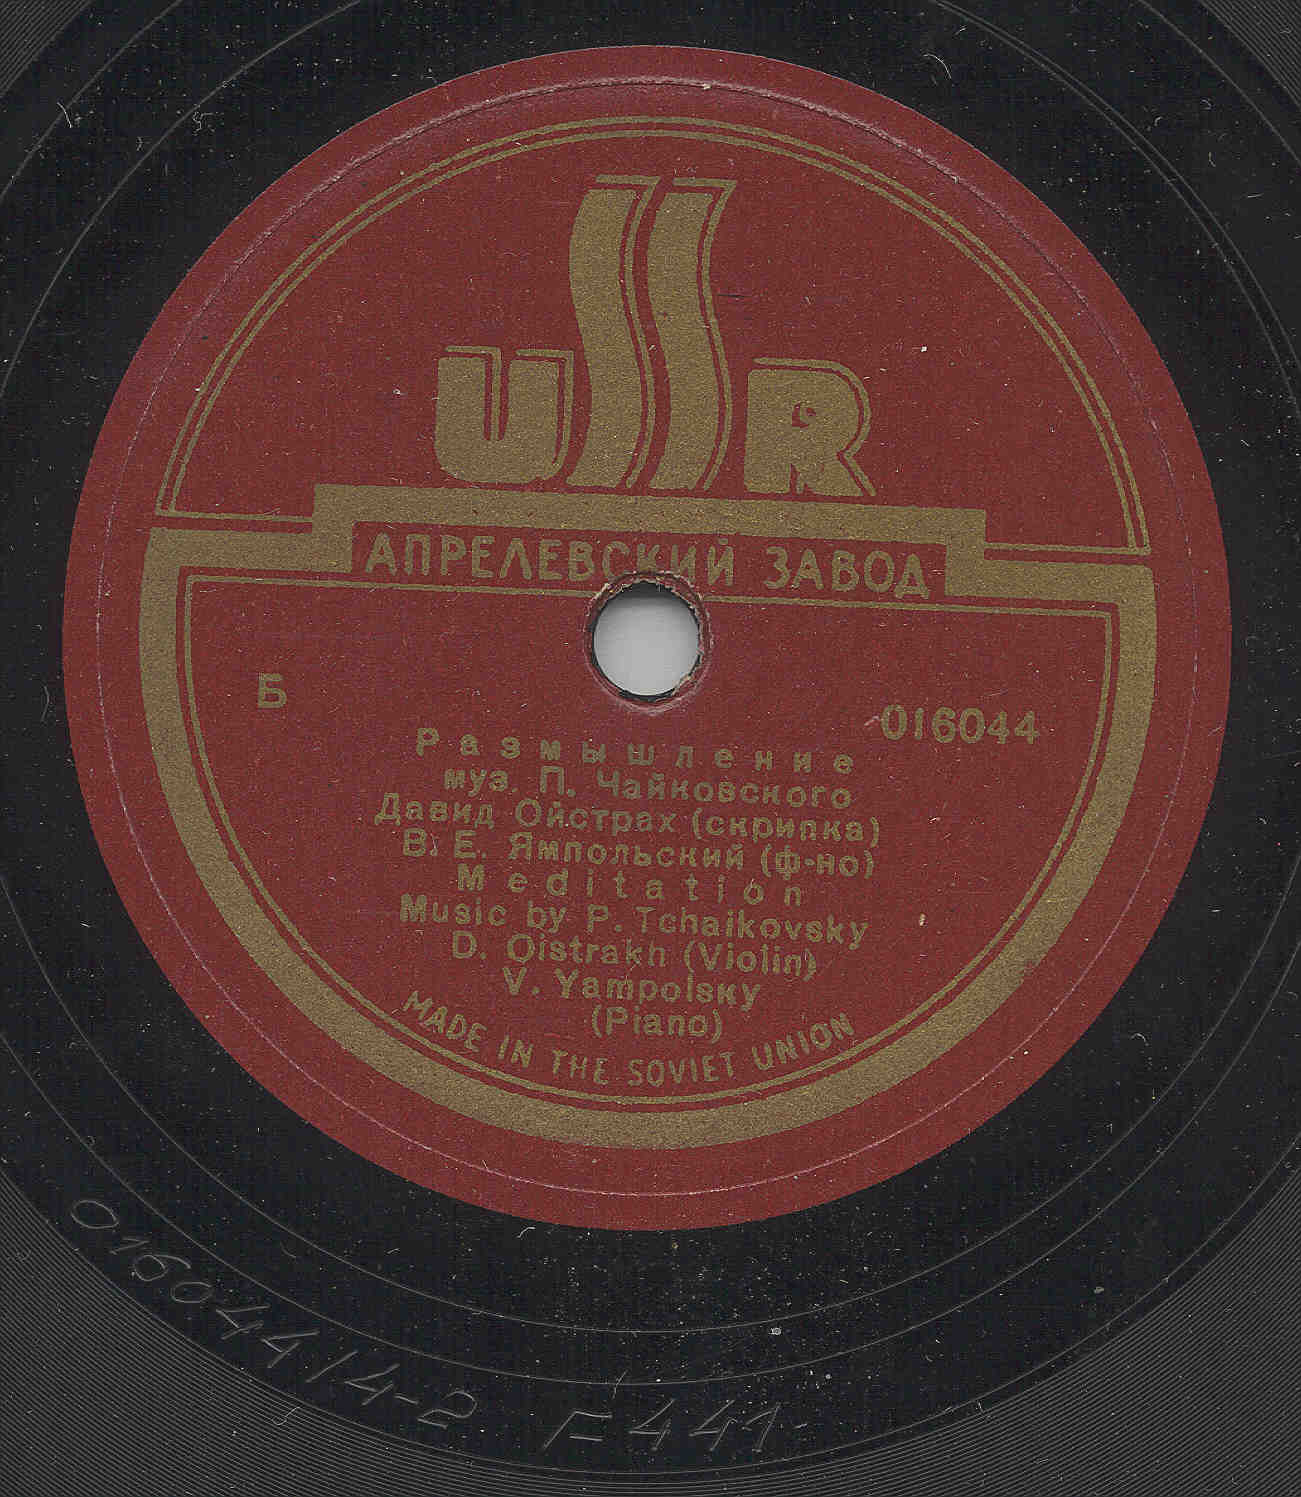 USSR
АПРЕЛЕВСКИЙ ЗАВОД
Б
016044
Размышление
муз. П. Чайковского
Давид Ойстрах (скрипка)
В. Е. Ямпольский (ф-но)
Meditation
Music by P. Tchaikovsky
D. Oistrakh (Violin)
V. Yampolsky
(Piano)
MADE IN THE SOVIET UNION
016044/4-2 Г441-